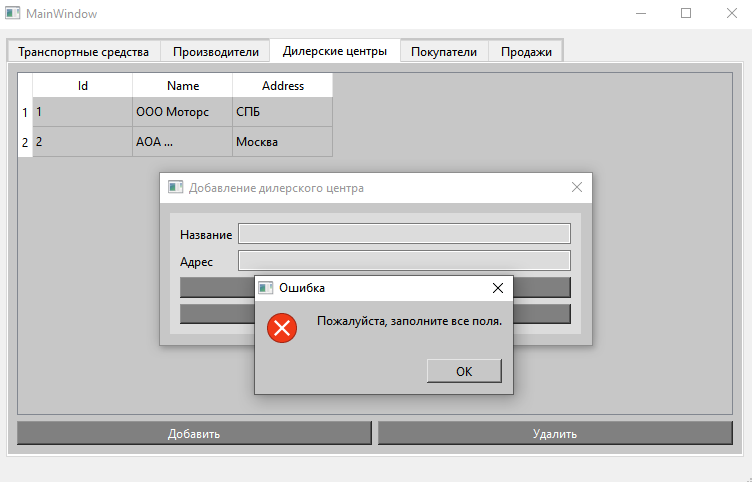 MainWindow
Транспортные средства Производители Дилерские центры Покупатели Продажи
Id Name Address
1 1 ООО Моторс СПБ
2 2 АОА ... Москва
Добавление дилерского центра
Название
Адрес
Ошибка
Пожалуйста, заполните все поля.
OK
Добавить Удалить